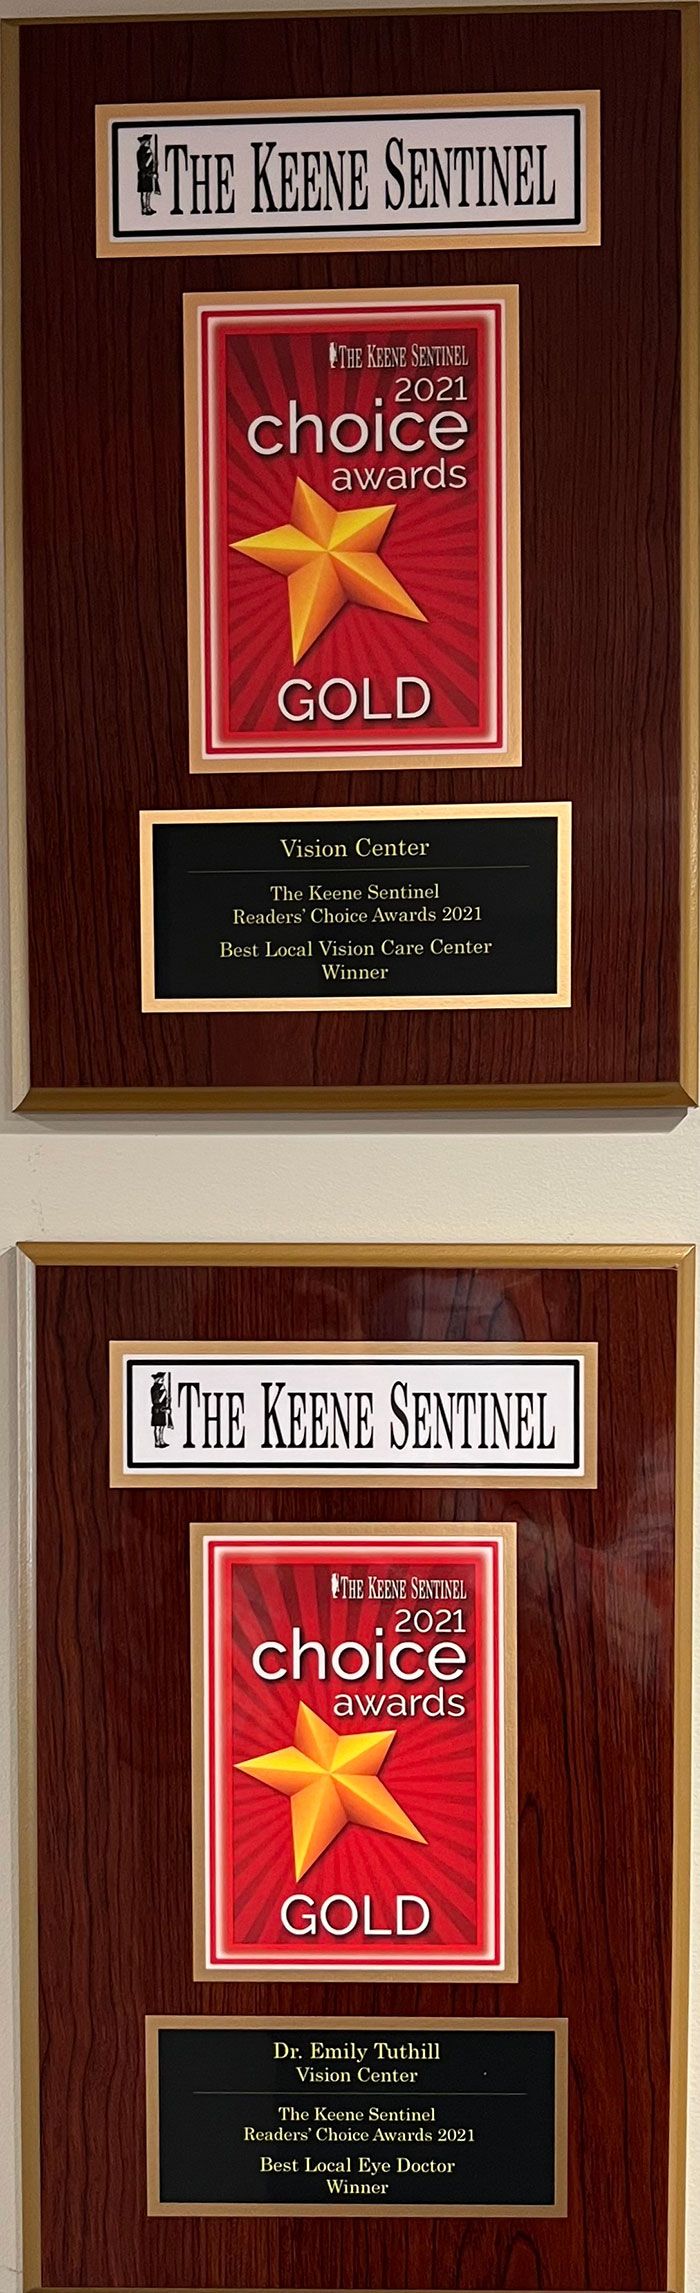 THE KEENE SENTINEL
THE KEENE SENTINEL
2021
choice
awards
GOLD
Vision Center
The Keene Sentinel
Readers' Choice Awards 2021
Best Local Vision Care Center
Winner
THE KEENE SENTINEL
THE KEENE SENTINEL
2021
choice
awards
GOLD
Dr. Emily Tuthill
Vision Center
The Keene Sentinel
Readers' Choice Awards 2021
Best Local Eye Doctor
Winner